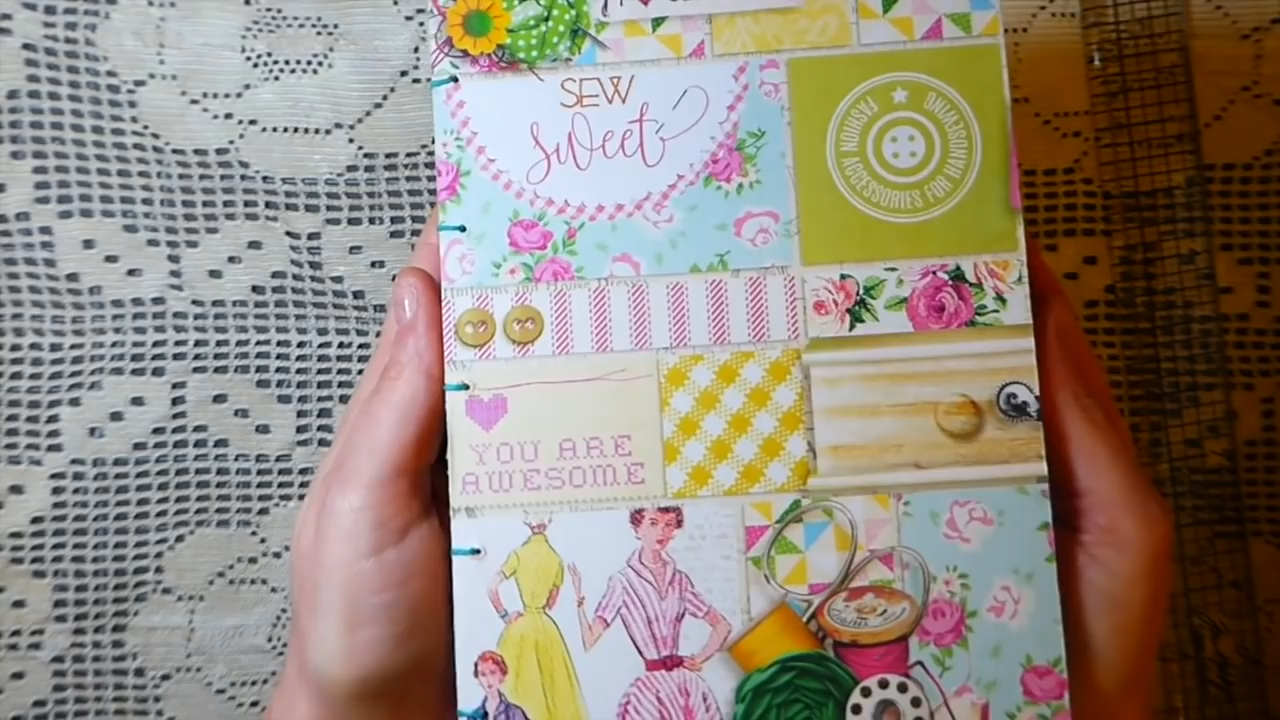 SEW
sweet
FASHION ACCESSORIES FOR HANDSEWING
YOU ARE
AWESOME